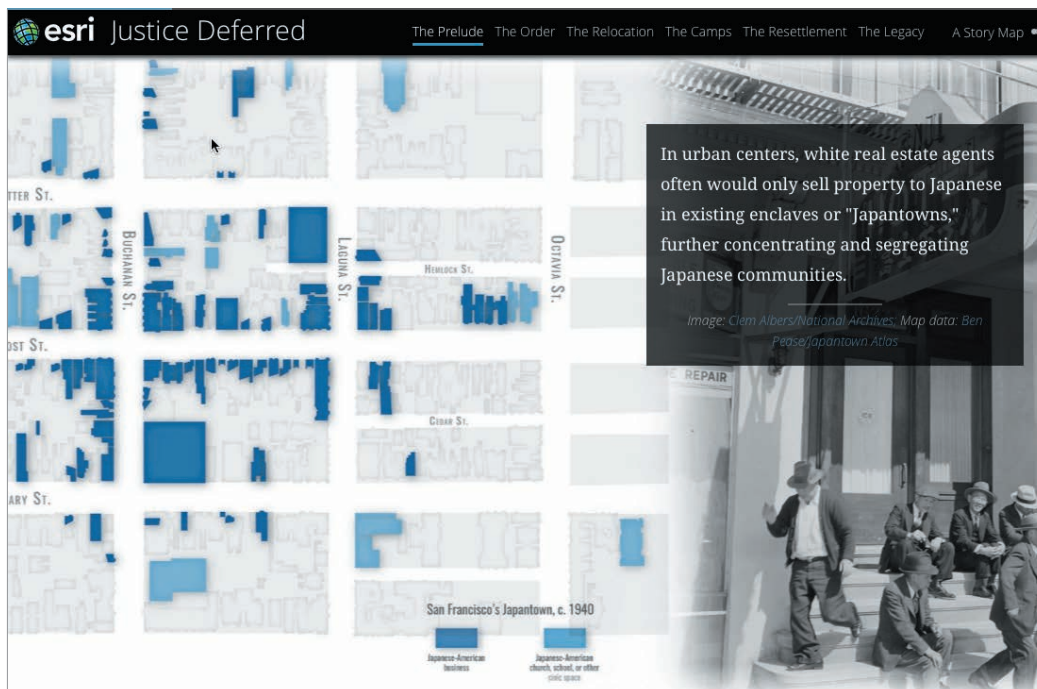 esri Justice Deferred
The Prelude The Order The Relocation The Camps The Resettlement The Legacy A Story Map
In urban centers, white real estate agents
often would only sell property to Japanese
in existing enclaves or "Japantowns,"
further concentrating and segregating
Japanese communities.
Image: Clem Albers/National Archives; Map data: Ben
Pease/Japantown Atlas
TTER ST.
BUCHANAN ST.
LAGUNA ST.
HEMLOCK ST.
OCTAVIA ST.
OST ST.
E REPAIR
CEDAR ST.
ARY ST.
San Francisco's Japantown, c. 1940
Japanese-American
business
Japanese-American
church, school, or other
civic space